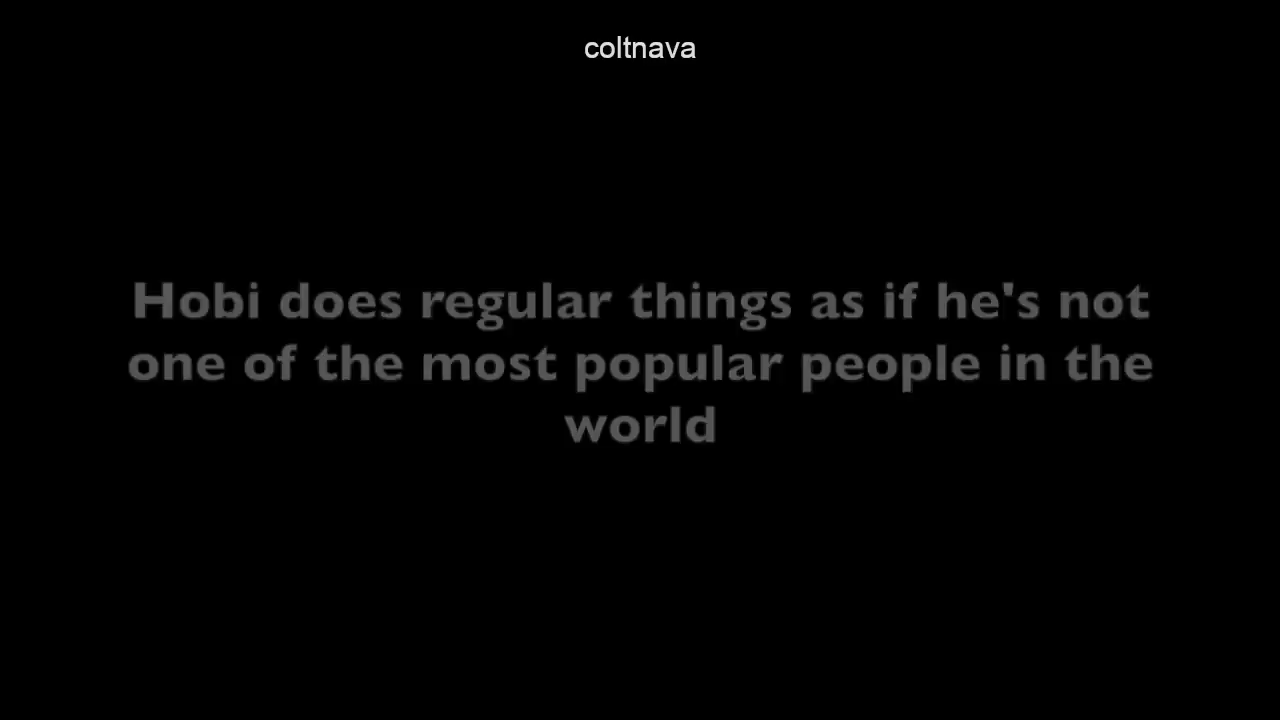 coltnava
Hobi does regular things as if he's not
one of the most popular people in the
world